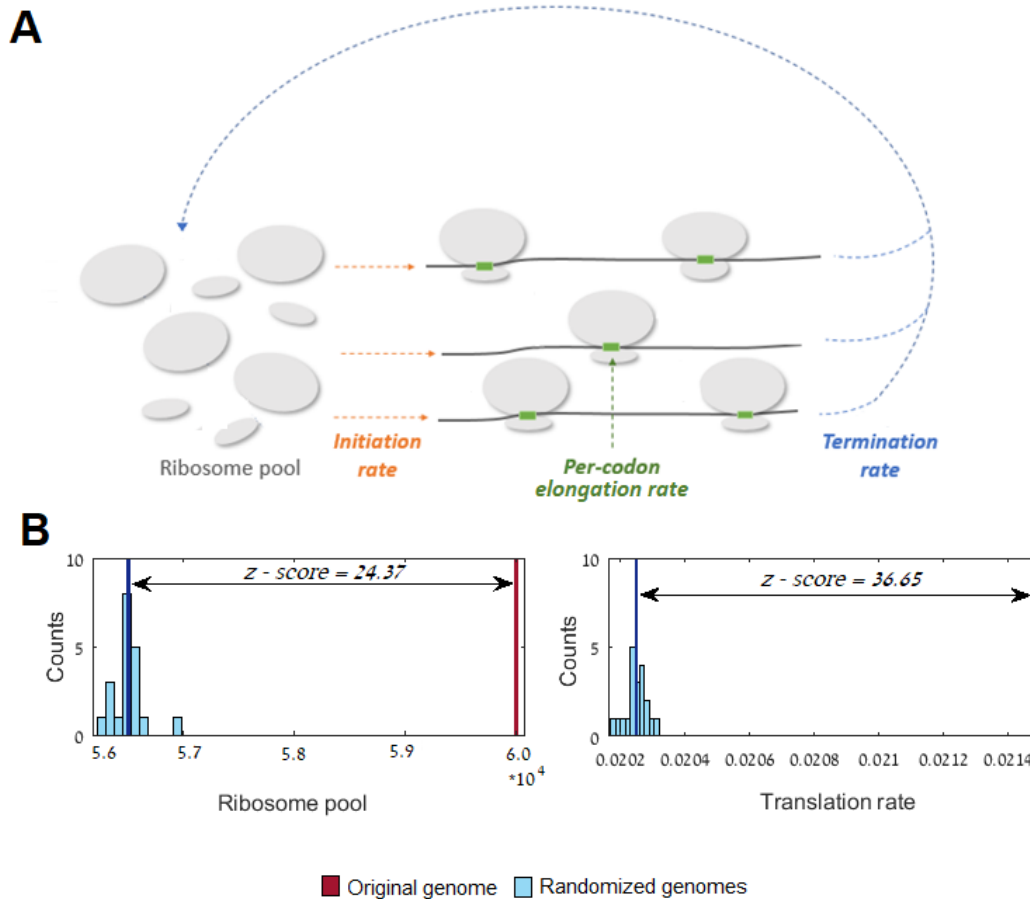 A
Ribosome pool
Initiation
rate
Per-codon
elongation rate
Termination
rate
B
10
5
0
Counts
z - score = 24.37
5.6
5.7
5.8
5.9
6.0
*10⁴
Ribosome pool
10
5
0
Counts
z - score = 36.65
0.0202
0.0204
0.0206
0.0208
0.021
0.0212
0.0214
Translation rate
Original genome
Randomized genomes